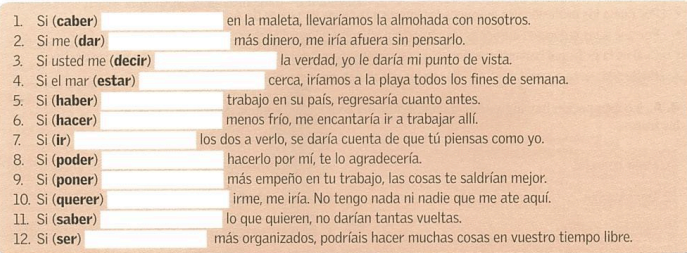 1. Si (caber) en la maleta, llevaríamos la almohada con nosotros.
2. Si me (dar) más dinero, me iría afuera sin pensarlo.
3. Si usted me (decir) la verdad, yo le daría mi punto de vista.
4. Si el mar (estar) cerca, iríamos a la playa todos los fines de semana.
5. Si (haber) trabajo en su país, regresaría cuanto antes.
6. Si (hacer) menos frío, me encantaría ir a trabajar allí.
7. Si (ir) los dos a verlo, se daría cuenta de que tú piensas como yo.
8. Si (poder) hacerlo por mí, te lo agradecería.
9. Si (poner) más empeño en tu trabajo, las cosas te saldrían mejor.
10. Si (querer) irme, me iría. No tengo nada ni nadie que me ate aquí.
11. Si (saber) lo que quieren, no darían tantas vueltas.
12. Si (ser) más organizados, podríais hacer muchas cosas en vuestro tiempo libre.